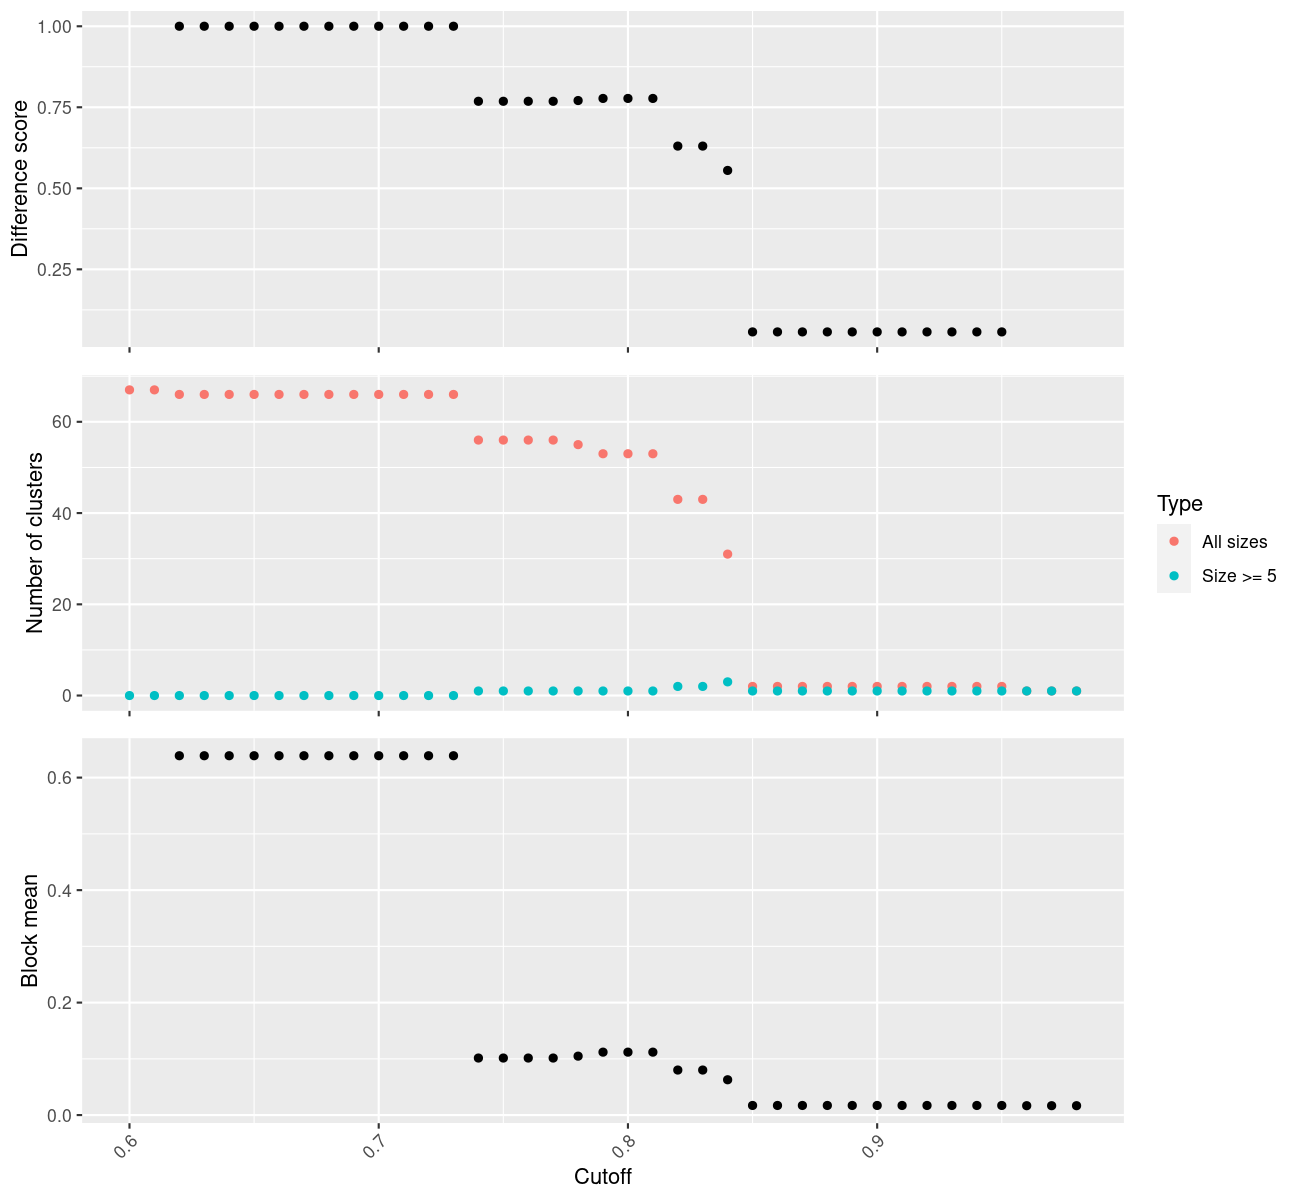 Difference score
1.00
0.75
0.50
0.25
Number of clusters
60
40
20
0
Type
All sizes
Size >= 5
Block mean
0.6
0.4
0.2
0.0
0.6 0.7 0.8 0.9
Cutoff